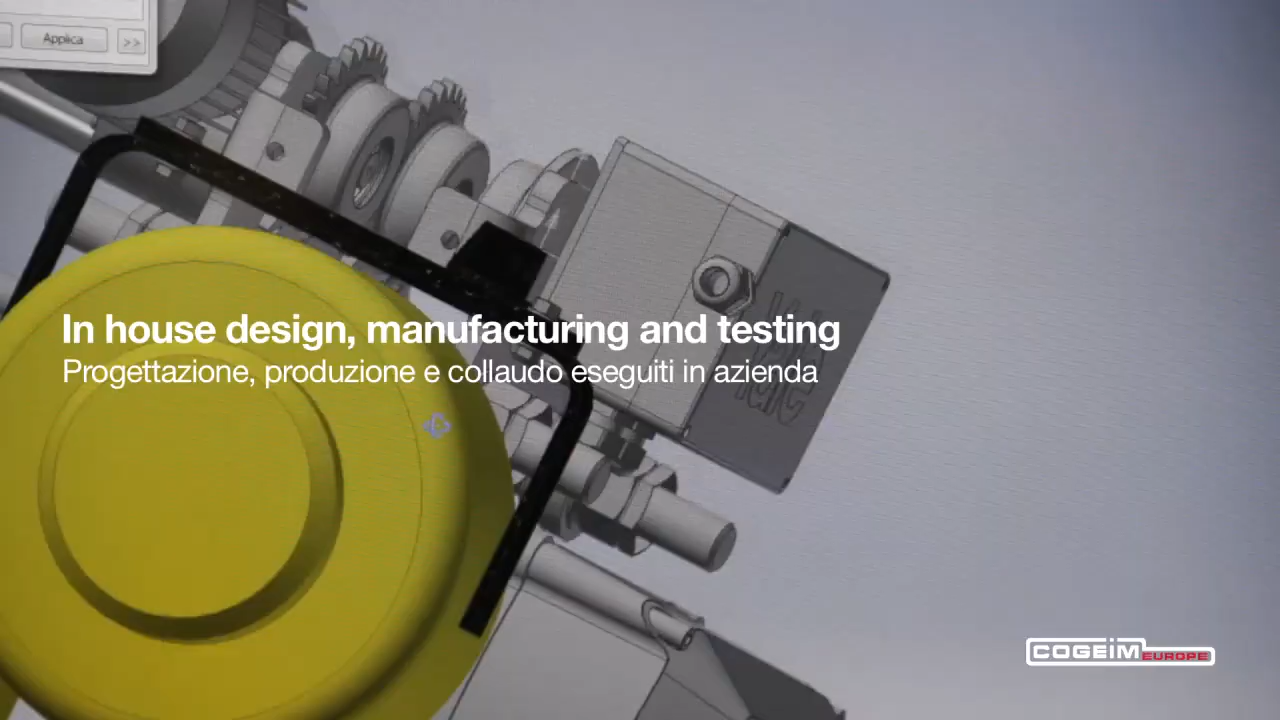 Applica
>>
In house design, manufacturing and testing
Progettazione, produzione e collaudo eseguiti in azienda
COGEiM EUROPE